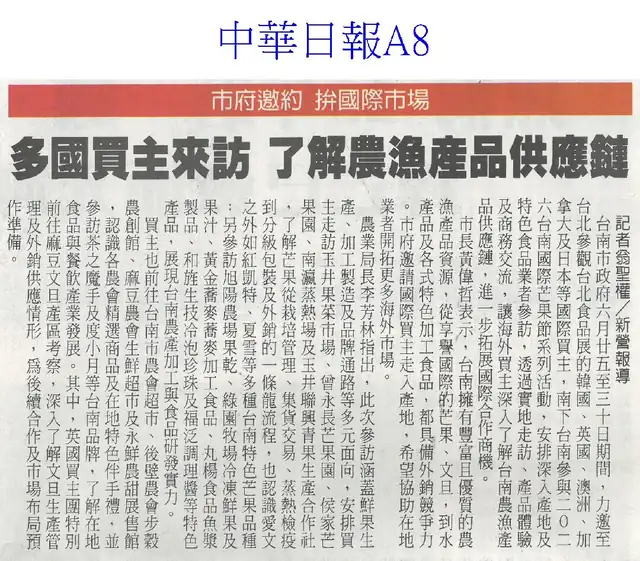 中華日報A8
市府邀約 拚國際市場
多國買主來訪 了解農漁產品供應鏈
記者翁聖權／新營報導
台南市政府六月廿五至三十日期間，力邀至
台北參觀台北食品展的韓國、英國、澳洲、加
拿大及日本等國際買主，南下台南參與二０二
六台南國際芒果節系列活動，安排深入產地及
特色食品業者參訪，透過實地走訪、產品體驗
及商務交流，讓海外買主深入了解台南農漁產
品供應鏈，進一步拓展國際合作商機。
市長黃偉哲表示，台南擁有豐富且優質的農
漁產品資源，從享譽國際的芒果、文旦，到水
產品及各式特色加工食品，都具備外銷競爭力
。市府邀請國際買主走入產地，希望協助在地
業者開拓更多海外市場。
農業局長李芳林指出，此次參訪涵蓋鮮果生
產、加工製造及品牌通路等多元面向，安排買
主走訪玉井果菜市場、曾永長芒果園、侯家芒
果園、南瀛蒸熱場及玉井聯興青果生產合作社
，了解芒果從栽培管理、集貨交易、蒸熱檢疫
到分級包裝及外銷的一條龍流程，也認識愛文
之外如紅凱特、夏雪等多種台南特色芒果品種
；另參訪旭陽農場果乾、綠園牧場冷凍鮮果及
果汁、黃金蕎麥蕎麥加工食品、丸楊食品魚漿
製品、和旌生技冷泡珍珠及福泛調理醬等特色
產品，展現台南農產加工與食品研發實力。
買主也前往台南市農會超市、後壁農會步穀
農創館、麻豆農會生鮮超市及永鮮農甜展售館
，認識各農會精選商品及在地特色伴手禮，並
參訪茶之魔手及度小月等台南品牌，了解在地
食品與餐飲產業發展。其中，英國買主團特別
前往麻豆文旦產區考察，深入了解文旦生產管
理及外銷供應情形，為後續合作及市場布局預
作準備。